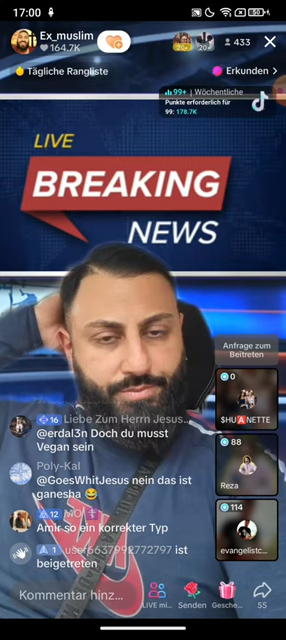 17:00
Ex_muslim
164.7K
433
Tägliche Rangliste
Erkunden
99+ | Wöchentliche
Punkte erforderlich für
99: 178.7K
LIVE
BREAKING
NEWS
Anfrage zum
Beitreten
0
$HU🅰NETTE
88
Reza
114
evangelistc...
16 Liebe Zum Herrn Jesus...
@erdal3n Doch du musst
Vegan sein
Poly-Kal
@GoesWhitJesus nein das ist
ganesha 😂
12
Amir so ein korrekter Typ
1 user6637992772797 ist
beigetreten
Kommentar hinz...
LIVE mi...
Senden
Gesche...
55